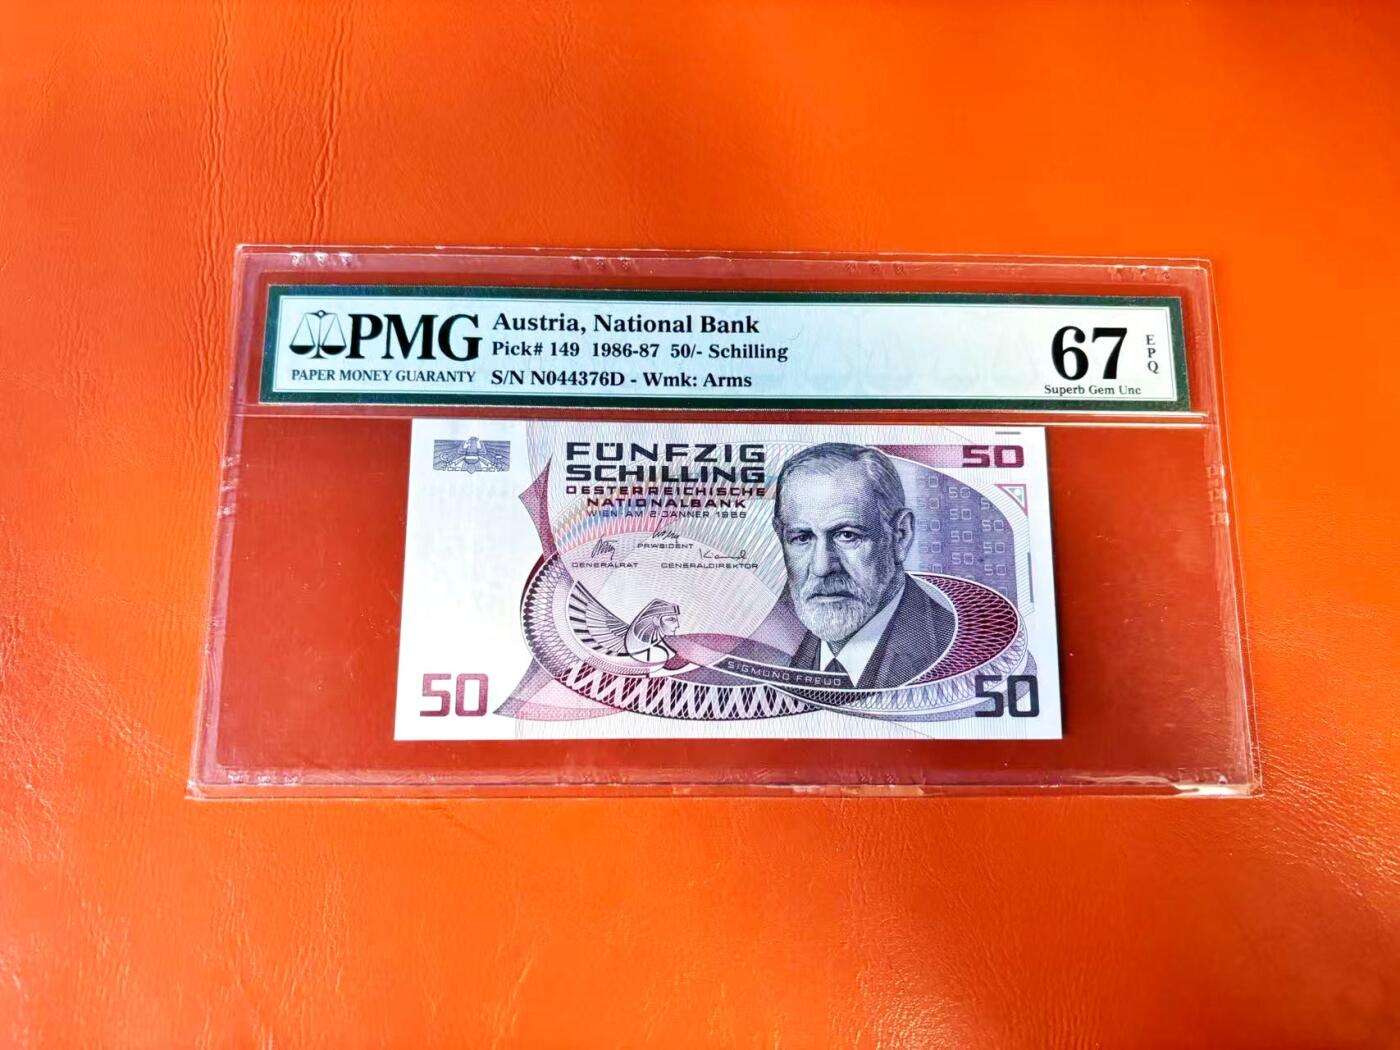 PMG
PAPER MONEY GUARANTY
Austria, National Bank
Pick# 149 1986-87 50/- Schilling
S/N N044376D - Wmk: Arms
67
EPQ
Superb Gem Unc
FÜNFZIG
SCHILLING
OESTERREICHISCHE
NATIONALBANK
WIEN AM 2. JÄNNER 1986
50
PRÄSIDENT
GENERALRAT GENERALDIREKTOR
SIGMUND FREUD
50
50